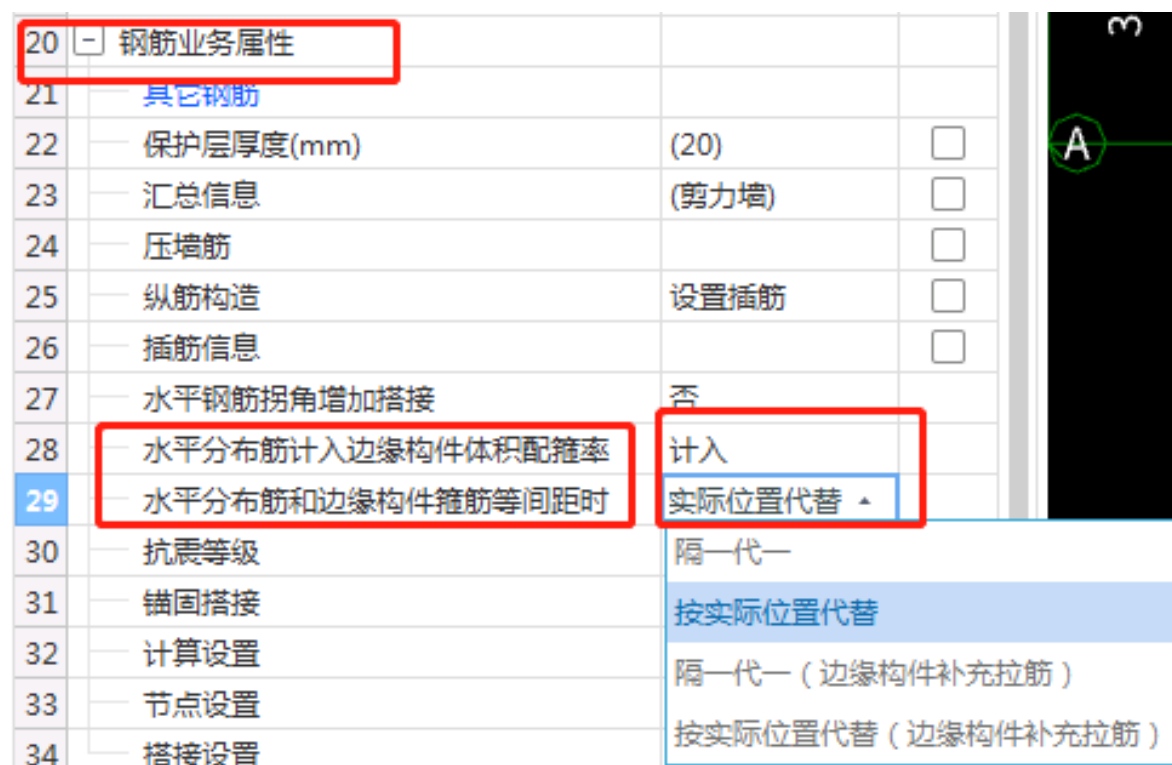 20 钢筋业务属性
21 其它钢筋
22 保护层厚度(mm) (20)
23 汇总信息 (剪力墙)
24 压墙筋
25 纵筋构造 设置插筋
26 插筋信息
27 水平钢筋拐角增加搭接 否
28 水平分布筋计入边缘构件体积配箍率 计入
29 水平分布筋和边缘构件箍筋等间距时 实际位置代替
30 抗震等级
31 锚固搭接
32 计算设置
33 节点设置
34 搭接设置
隔一代一
按实际位置代替
隔一代一（边缘构件补充拉筋）
按实际位置代替（边缘构件补充拉筋）
3
A